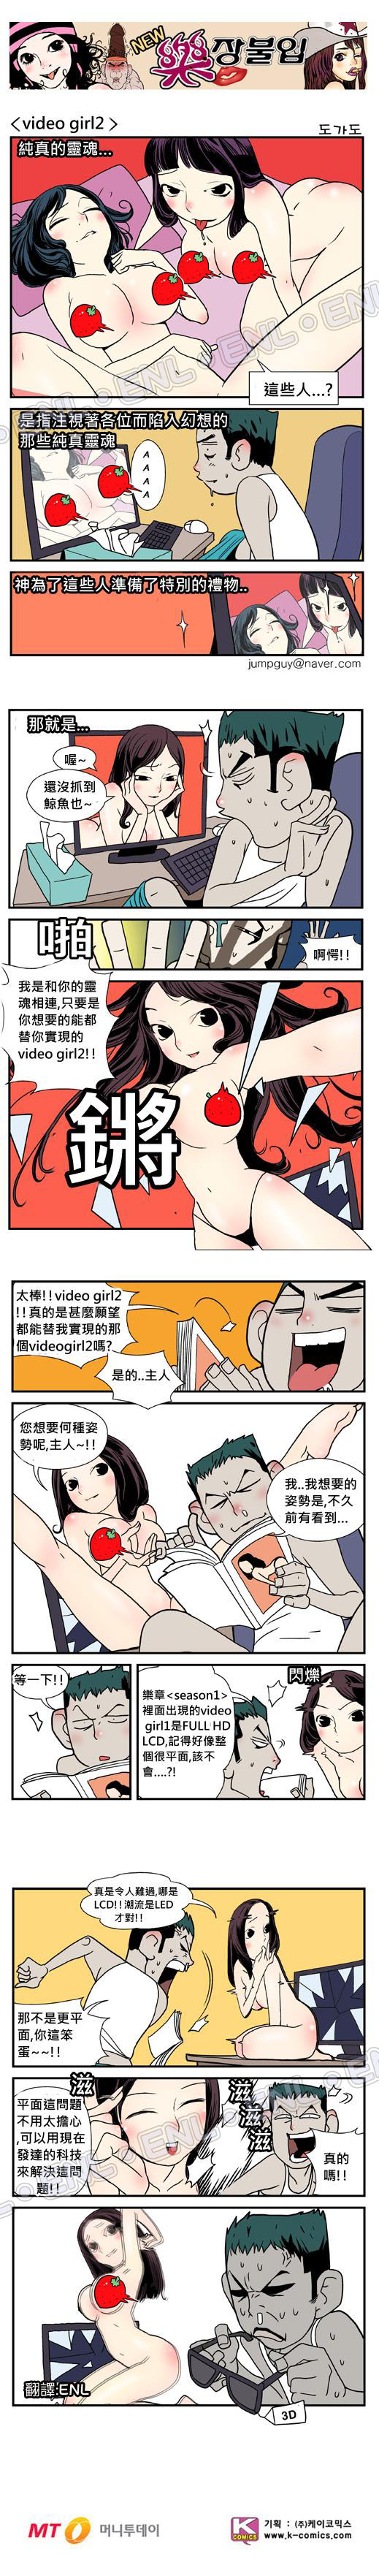 NEW
樂장불입
<video girl2>
도가도
純真的靈魂...
這些人...?
是指注視著各位而陷入幻想的
那些純真靈魂
A
A
A
A
神為了這些人準備了特別的禮物..
jumpguy@naver.com
那就是...
喔~
還沒抓到
鯨魚也~
啪
啊愕!!
我是和你的靈
魂相連,只要是
你想要的能都
替你實現的
video girl2!!
鏘
太棒!!video girl2
!!真的是甚麼願望
都能替我實現的那
個videogirl2嗎?
是的..主人
您想要何種姿
勢呢,主人~!!
我..我想要的
姿勢是,不久
前有看到...
等一下!!
閃爍
樂章<season1>
裡面出現的video
girl1是FULL HD
LCD,記得好像整
個很平面,該不
會....?!
真是令人難過,哪是
LCD!!潮流是LED
才對!!
那不是更平
面,你這笨
蛋~~!!
滋
平面這問題
不用太擔心
,可以用現在
發達的科技
來解決這問
題!!
滋
滋
滋
真的
嗎!!
翻譯:ENL
3D
MTO 머니투데이
K COMICS
기획 : (주)케이코믹스
www.k-comics.com
ENL
ENL
ENL
ENL
ENL